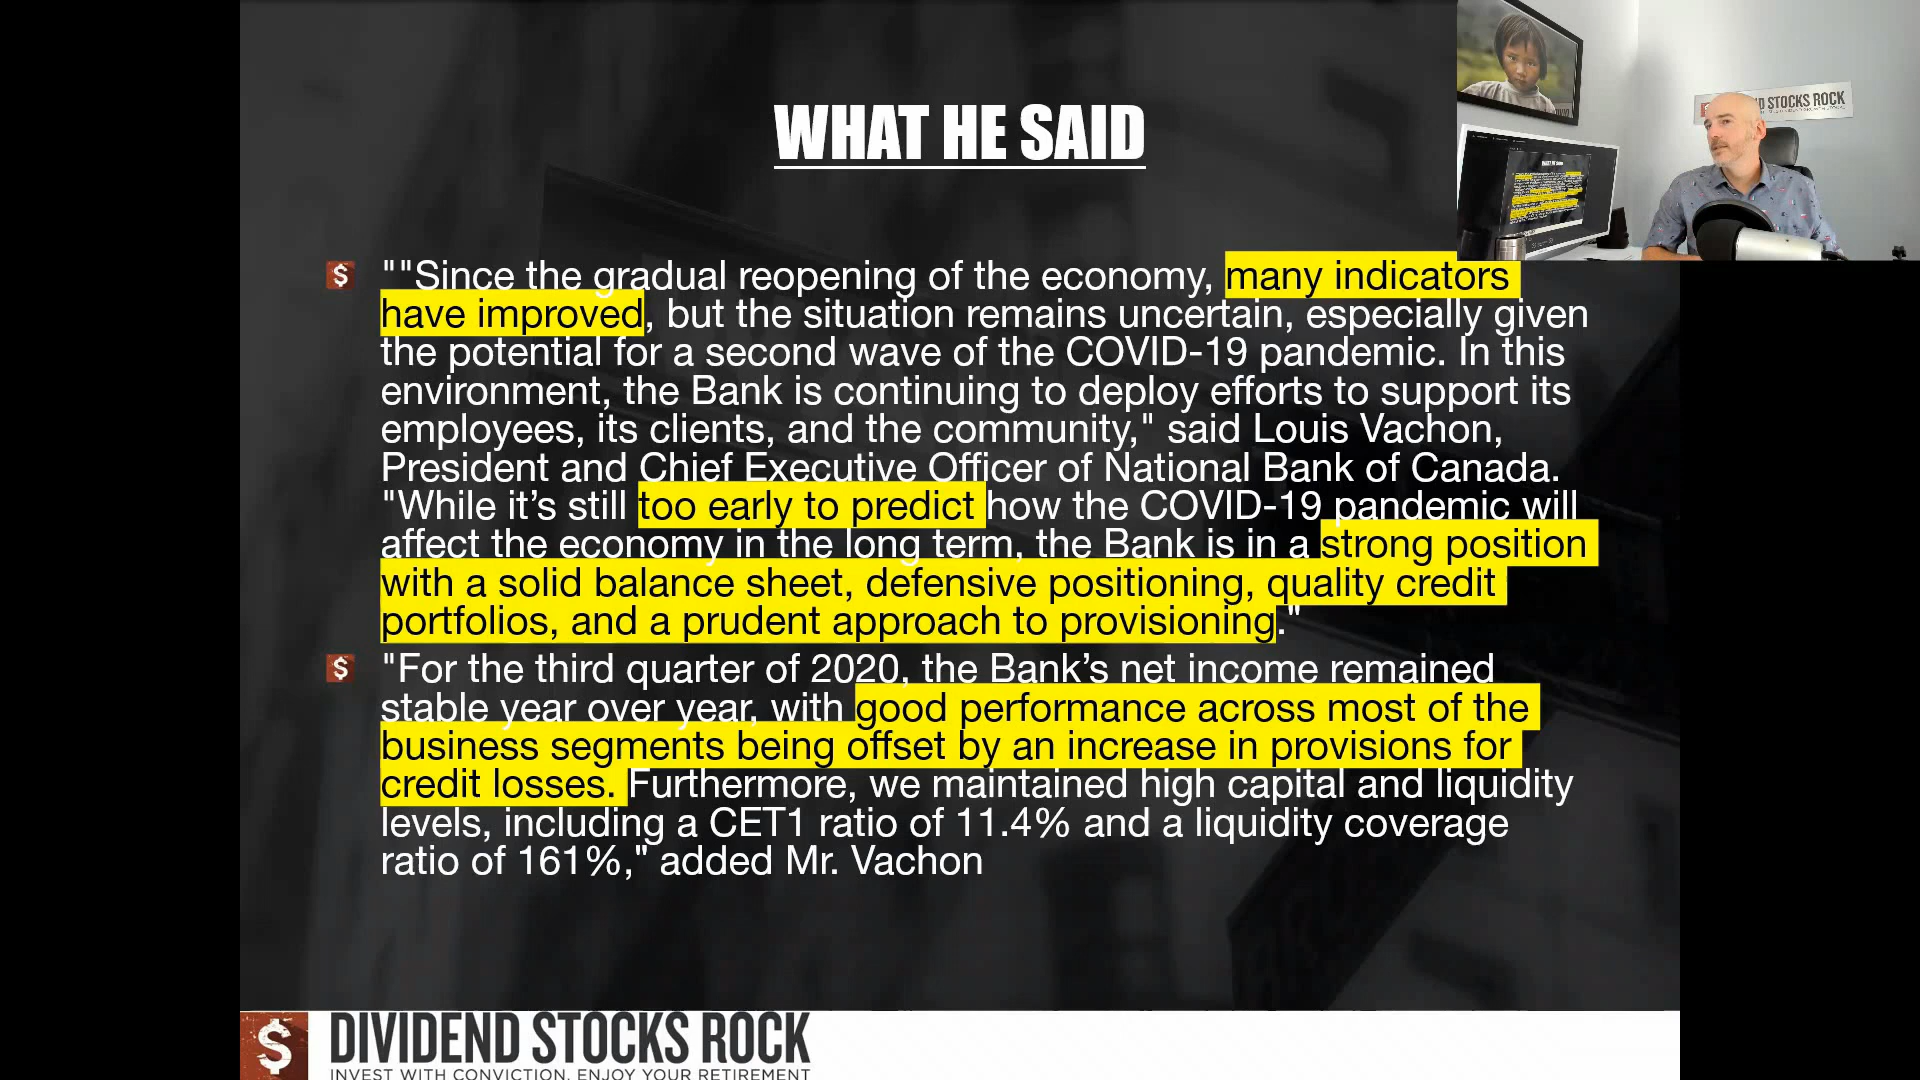 WHAT HE SAID
DIVIDEND STOCKS ROCK
""Since the gradual reopening of the economy, many indicators
have improved, but the situation remains uncertain, especially given
the potential for a second wave of the COVID-19 pandemic. In this
environment, the Bank is continuing to deploy efforts to support its
employees, its clients, and the community," said Louis Vachon,
President and Chief Executive Officer of National Bank of Canada.
"While it’s still too early to predict how the COVID-19 pandemic will
affect the economy in the long term, the Bank is in a strong position
with a solid balance sheet, defensive positioning, quality credit
portfolios, and a prudent approach to provisioning."
"For the third quarter of 2020, the Bank’s net income remained
stable year over year, with good performance across most of the
business segments being offset by an increase in provisions for
credit losses. Furthermore, we maintained high capital and liquidity
levels, including a CET1 ratio of 11.4% and a liquidity coverage
ratio of 161%," added Mr. Vachon
$ DIVIDEND STOCKS ROCK
INVEST WITH CONVICTION. ENJOY YOUR RETIREMENT